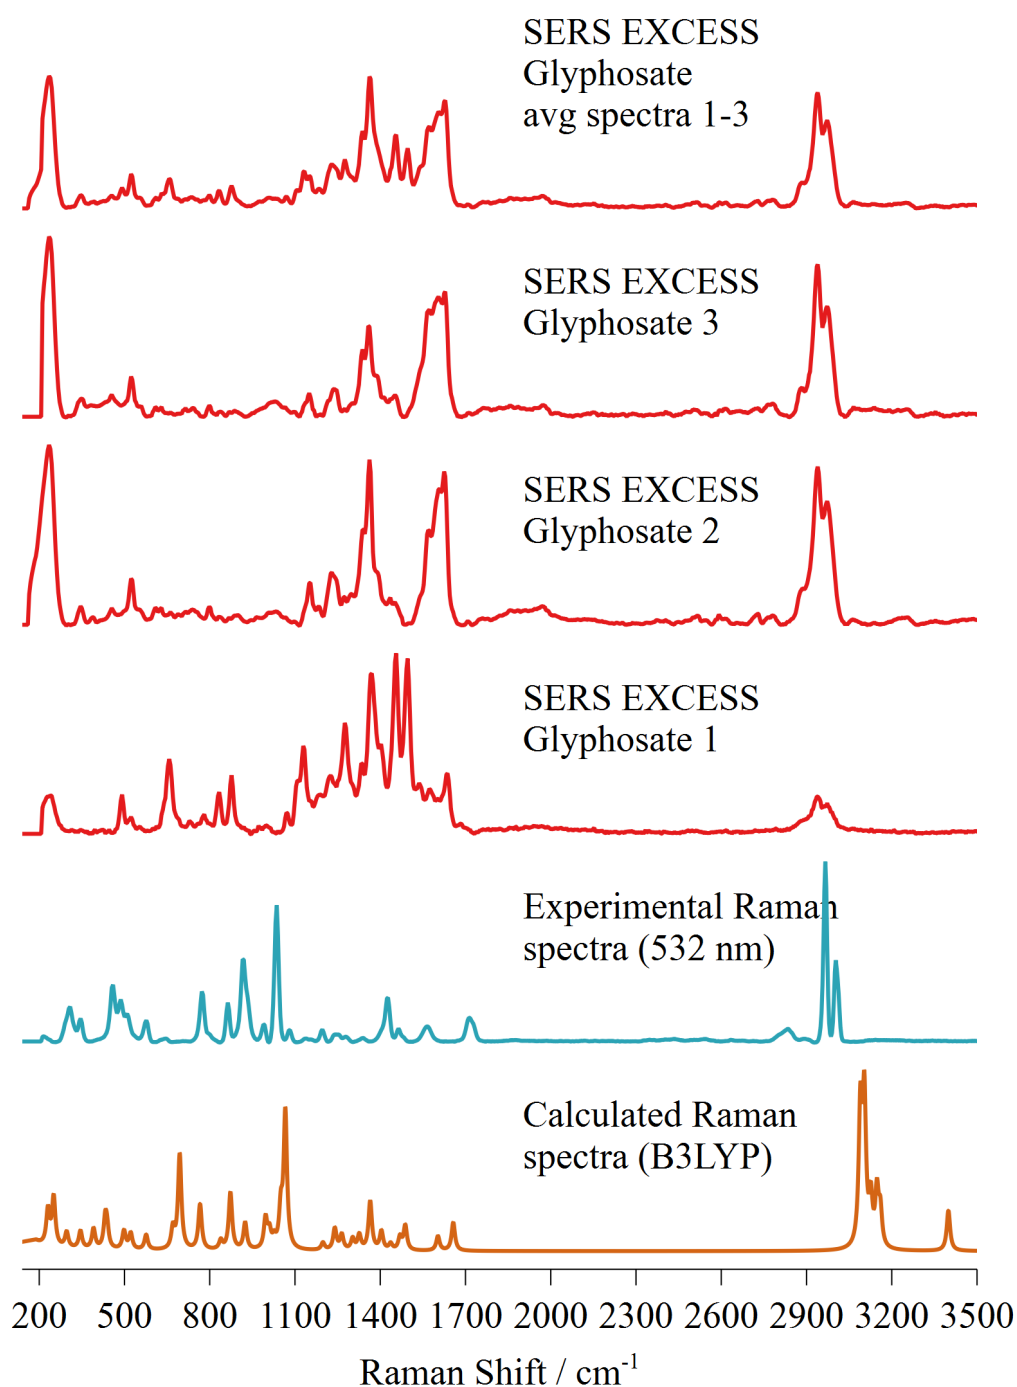 SERS EXCESS
Glyphosate
avg spectra 1-3
SERS EXCESS
Glyphosate 3
SERS EXCESS
Glyphosate 2
SERS EXCESS
Glyphosate 1
Experimental Raman
spectra (532 nm)
Calculated Raman
spectra (B3LYP)
200 500 800 1100 1400 1700 2000 2300 2600 2900 3200 3500
Raman Shift / cm⁻¹